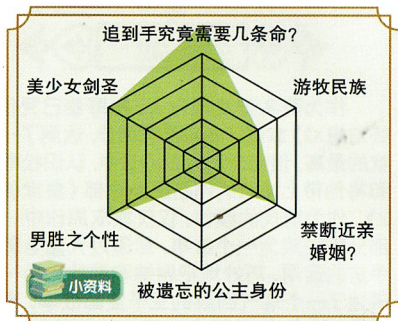 追到手究竟需要几条命?
美少女剑圣
游牧民族
男胜之个性
禁断近亲
婚姻?
小资料
被遗忘的公主身份